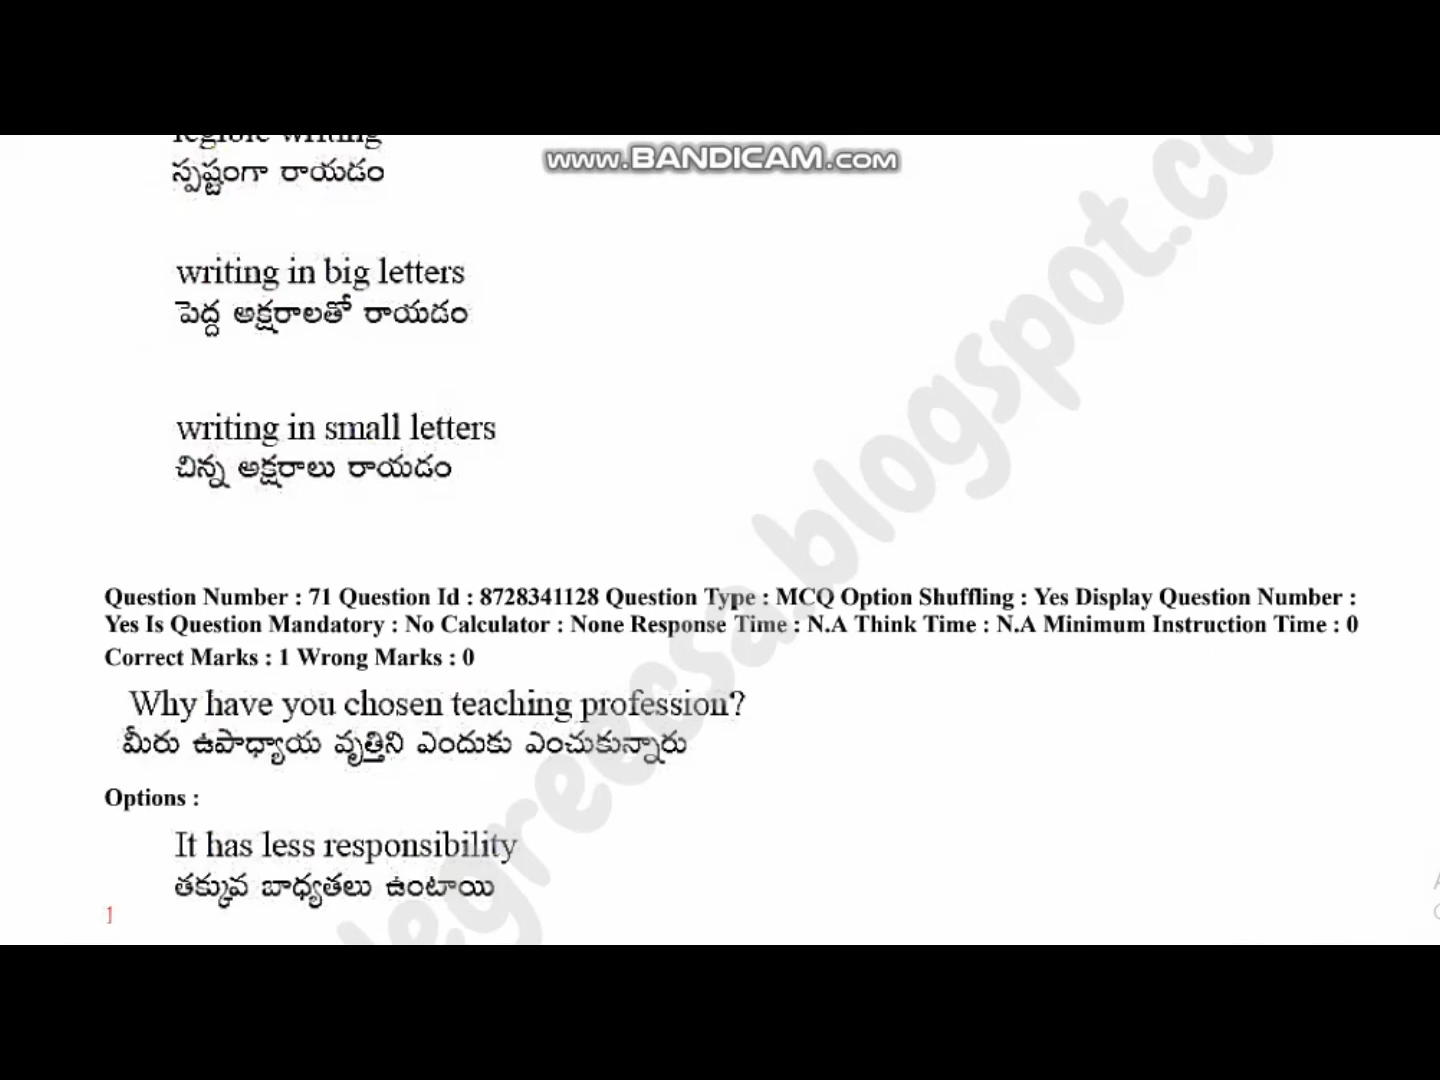 legible writing
www.BANDICAM.com
స్పష్టంగా రాయడం
writing in big letters
పెద్ద అక్షరాలతో రాయడం
writing in small letters
చిన్న అక్షరాలు రాయడం
Question Number : 71 Question Id : 8728341128 Question Type : MCQ Option Shuffling : Yes Display Question Number :
Yes Is Question Mandatory : No Calculator : None Response Time : N.A Think Time : N.A Minimum Instruction Time : 0
Correct Marks : 1 Wrong Marks : 0
Why have you chosen teaching profession?
మీరు ఉపాధ్యాయ వృత్తిని ఎందుకు ఎంచుకున్నారు
Options :
It has less responsibility
తక్కువ బాధ్యతలు ఉంటాయి
1